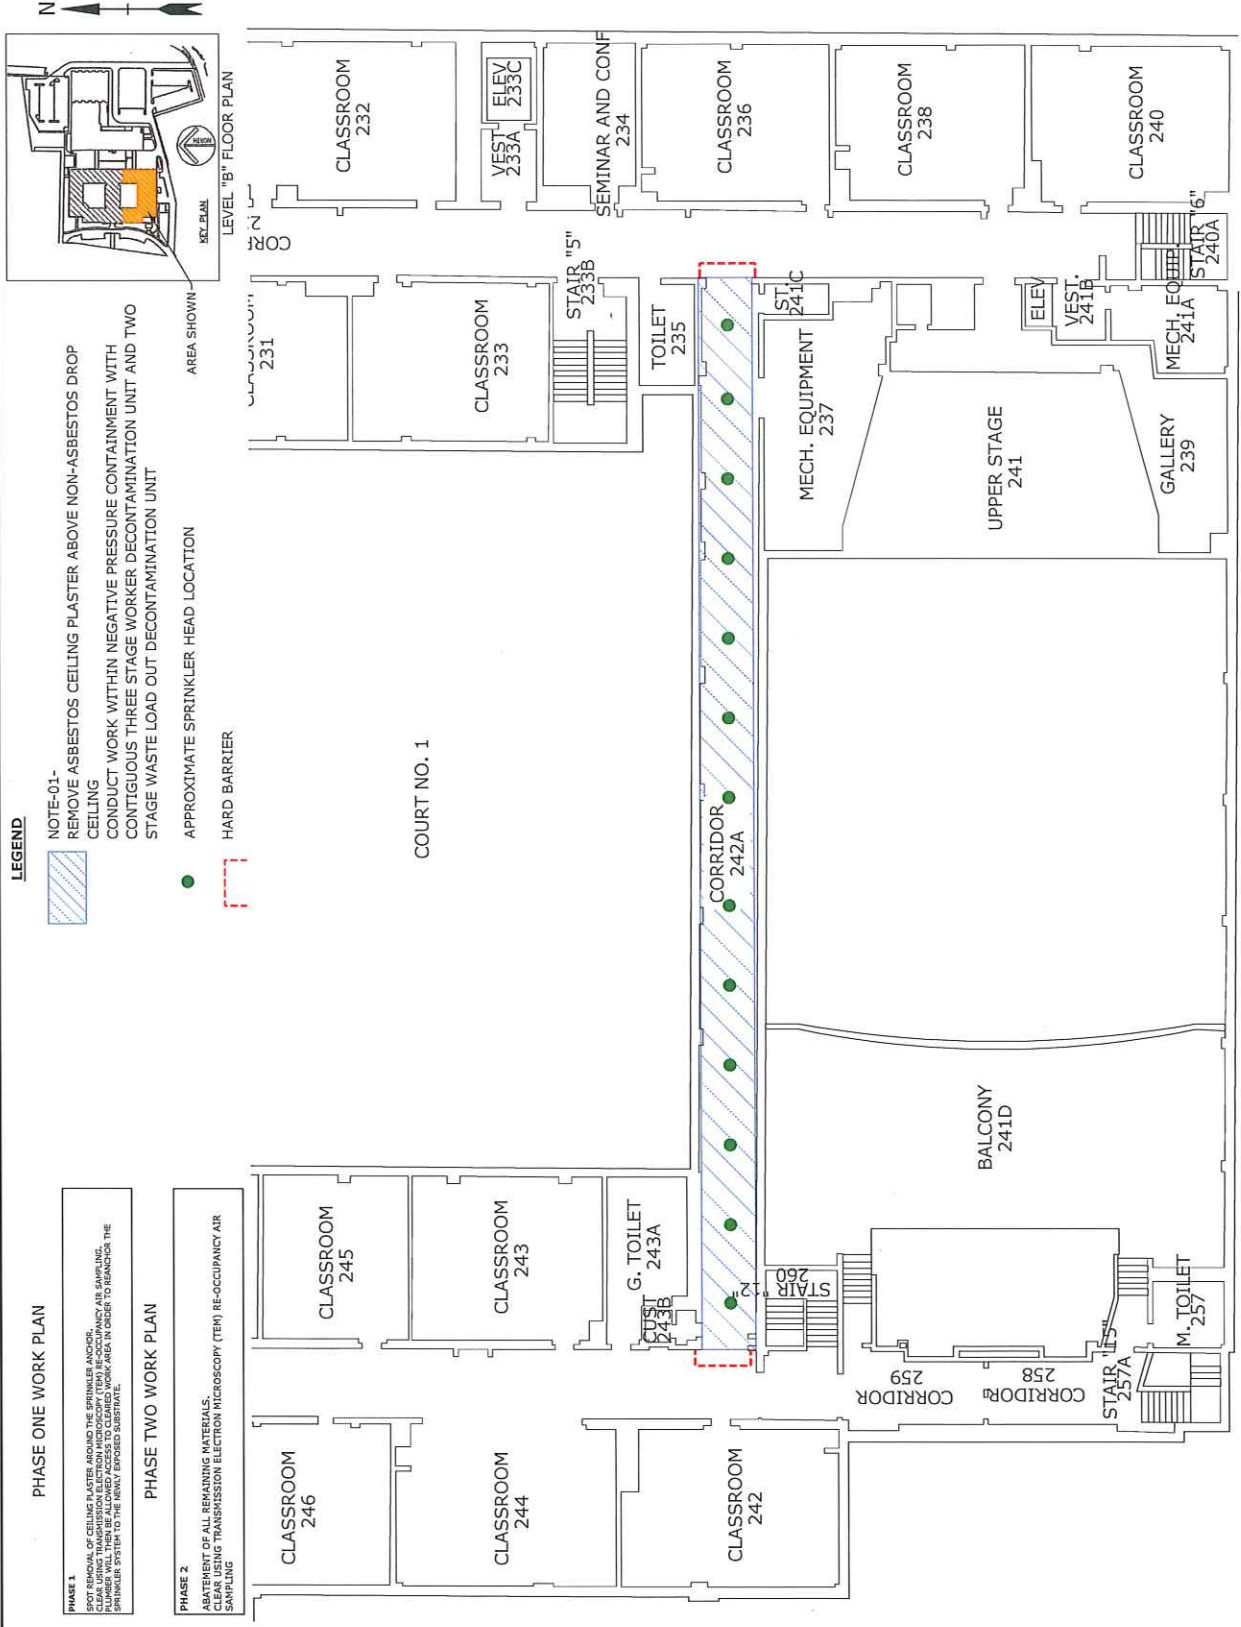 PHASE ONE WORK PLAN
PHASE 1
SPOT REMOVAL OF CEILING PLASTER AROUND THE SPRINKLER ANCHOR.
CLEAR USING TRANSMISSION ELECTRON MICROSCOPY (TEM) RE-OCCUPANCY AIR SAMPLING.
PLUMBER WILL THEN BE ALLOWED ACCESS TO CLEARED WORK AREA IN ORDER TO REANCHOR THE
SPRINKLER SYSTEM TO THE NEWLY EXPOSED SUBSTRATE.
PHASE TWO WORK PLAN
PHASE 2
ABATEMENT OF ALL REMAINING MATERIALS.
CLEAR USING TRANSMISSION ELECTRON MICROSCOPY (TEM) RE-OCCUPANCY AIR
SAMPLING
LEGEND
NOTE-01-
REMOVE ASBESTOS CEILING PLASTER ABOVE NON-ASBESTOS DROP
CEILING
CONDUCT WORK WITHIN NEGATIVE PRESSURE CONTAINMENT WITH
CONTIGUOUS THREE STAGE WORKER DECONTAMINATION UNIT AND TWO
STAGE WASTE LOAD OUT DECONTAMINATION UNIT
APPROXIMATE SPRINKLER HEAD LOCATION
HARD BARRIER
N
NORTH
KEY PLAN
LEVEL "B" FLOOR PLAN
AREA SHOWN
CLASSROOM
246
CLASSROOM
245
CLASSROOM
244
CLASSROOM
243
CLASSROOM
242
G. TOILET
243A
CUST
243B
COURT NO. 1
CORRIDOR
242A
CLASSROOM
231
CLASSROOM
233
STAIR "5"
233B
TOILET
235
CORR
23
CLASSROOM
232
VEST
233A
ELEV
233C
SEMINAR AND CONF
234
CLASSROOM
236
CLASSROOM
238
CLASSROOM
240
ST.
241C
MECH. EQUIPMENT
237
UPPER STAGE
241
GALLERY
239
ELEV
VEST.
241B
MECH. EQUIP.
241A
STAIR "6"
240A
BALCONY
241D
STAIR "12"
260
CORRIDOR
259
CORRIDOR
258
STAIR "15"
257A
M. TOILET
257